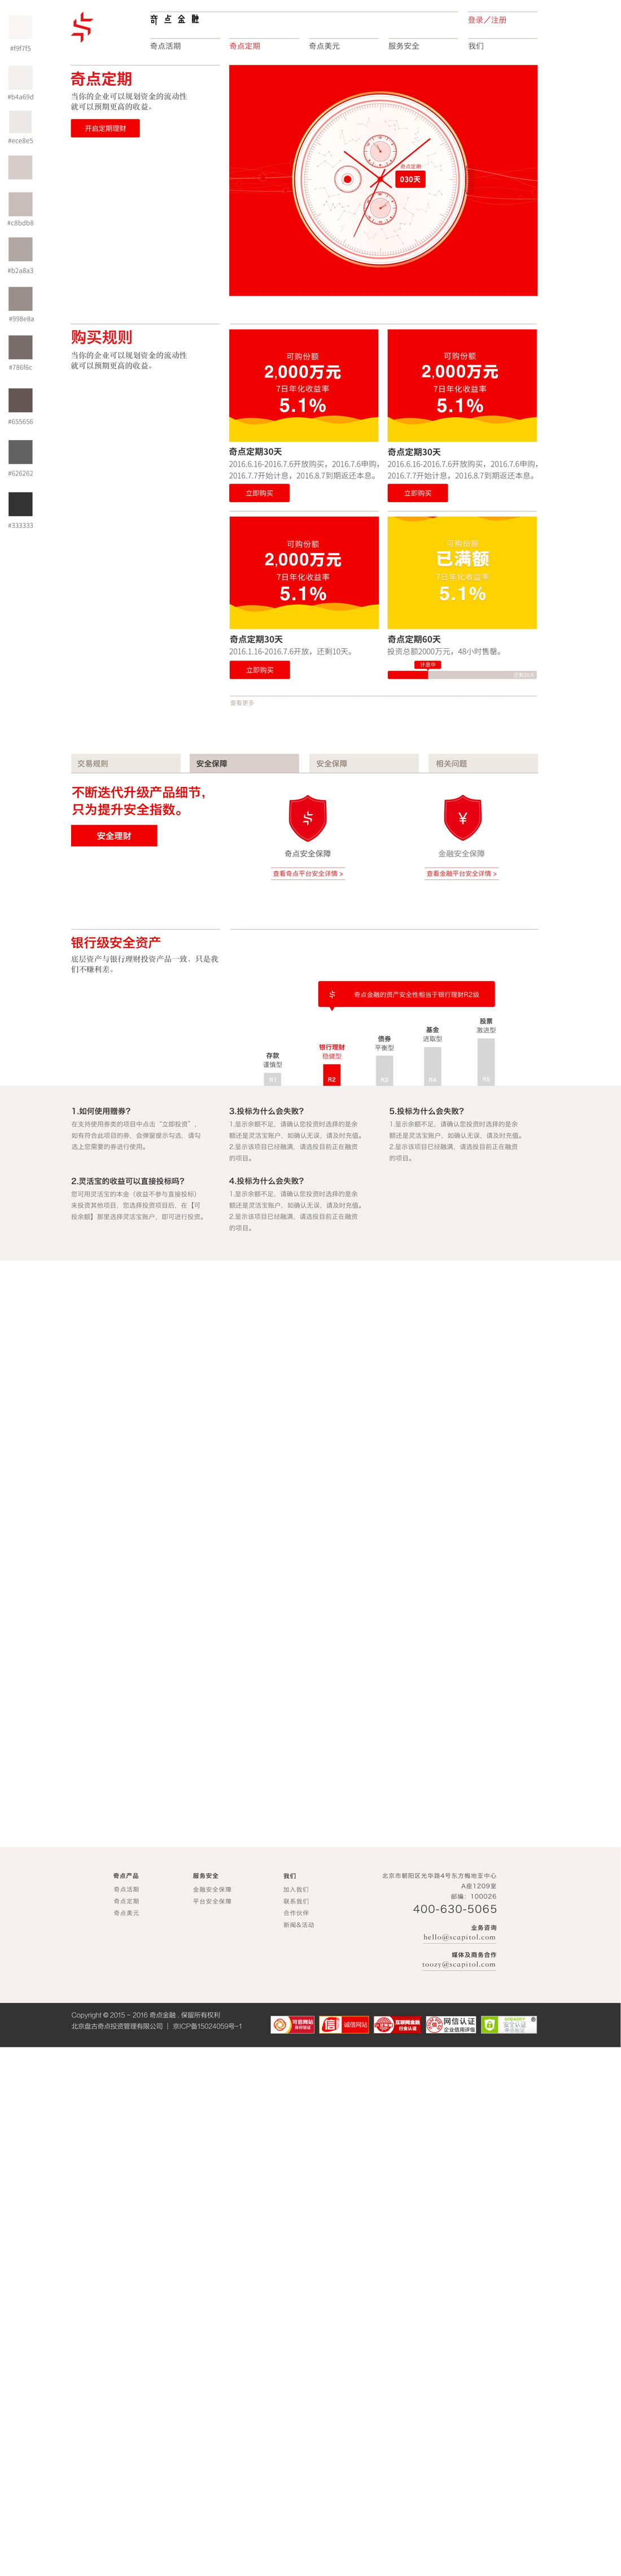 #f9f7f5
#b4a69d
#ece8e5
#c8bdb8
#b2a8a3
#998e8a
#786f6c
#655656
#626262
#333333
奇点金融
登录／注册
奇点活期
奇点定期
奇点美元
服务安全
我们
奇点定期
当你的企业可以规划资金的流动性
就可以预期更高的收益。
开启定期理财
奇点定期
030天
购买规则
当你的企业可以规划资金的流动性
就可以预期更高的收益。
可购份额
2,000万元
7日年化收益率
5.1%
奇点定期30天
2016.6.16-2016.7.6开放购买，2016.7.6申购，
2016.7.7开始计息，2016.8.7到期返还本息。
立即购买
可购份额
2,000万元
7日年化收益率
5.1%
奇点定期30天
2016.6.16-2016.7.6开放购买，2016.7.6申购，
2016.7.7开始计息，2016.8.7到期返还本息。
立即购买
可购份额
2,000万元
7日年化收益率
5.1%
奇点定期30天
2016.1.16-2016.7.6开放，还剩10天。
立即购买
可购份额
已满额
7日年化收益率
5.1%
奇点定期60天
投资总额2000万元，48小时售罄。
计息中
查看更多
交易规则
安全保障
安全保障
相关问题
不断迭代升级产品细节，
只为提升安全指数。
安全理财
奇点安全保障
查看奇点平台安全详情 >
¥
金融安全保障
查看金融平台安全详情 >
银行级安全资产
底层资产与银行理财投资产品一致、只是我
们不赚利差。
奇点金融的资产安全性相当于银行理财R2级
存款
谨慎型
R1
银行理财
稳健型
R2
债券
平衡型
R3
基金
进取型
R4
股票
激进型
R5
1.如何使用赠券?
在支持使用券类的项目中点击“立即投资”，
如有符合此项目的券，会弹窗提示勾选，请勾
选上您需要的券进行使用。
2.灵活宝的收益可以直接投标吗?
您可用灵活宝的本金（收益不参与直接投标）
来投资其他项目，您选择投资项目后，在【可
投余额】那里选择灵活宝账户，即可进行投资。
3.投标为什么会失败?
1.显示余额不足，请确认您投资时选择的是余
额还是灵活宝账户，如确认无误，请及时充值。
2.显示该项目已经融满，请选投目前正在融资
的项目。
4.投标为什么会失败?
1.显示余额不足，请确认您投资时选择的是余
额还是灵活宝账户，如确认无误，请及时充值。
2.显示该项目已经融满，请选投目前正在融资
的项目。
5.投标为什么会失败?
1.显示余额不足，请确认您投资时选择的是余
额还是灵活宝账户，如确认无误，请及时充值。
2.显示该项目已经融满，请选投目前正在融资
的项目。
奇点产品
奇点活期
奇点定期
奇点美元
服务安全
金融安全保障
平台安全保障
我们
加入我们
联系我们
合作伙伴
新闻&活动
北京市朝阳区光华路4号东方梅地亚中心
A座1209室
邮编：100026
400-630-5065
业务咨询
hello@scapitol.com
媒体及商务合作
toozy@scapitol.com
Copyright © 2015 ~ 2016 奇点金融 . 保留所有权利
北京盘古奇点投资管理有限公司 ｜ 京ICP备15024059号-1
可信网站
身份验证
信
诚信网站
互联网金融
行业认证
网信认证
企业信用评级
安全认证